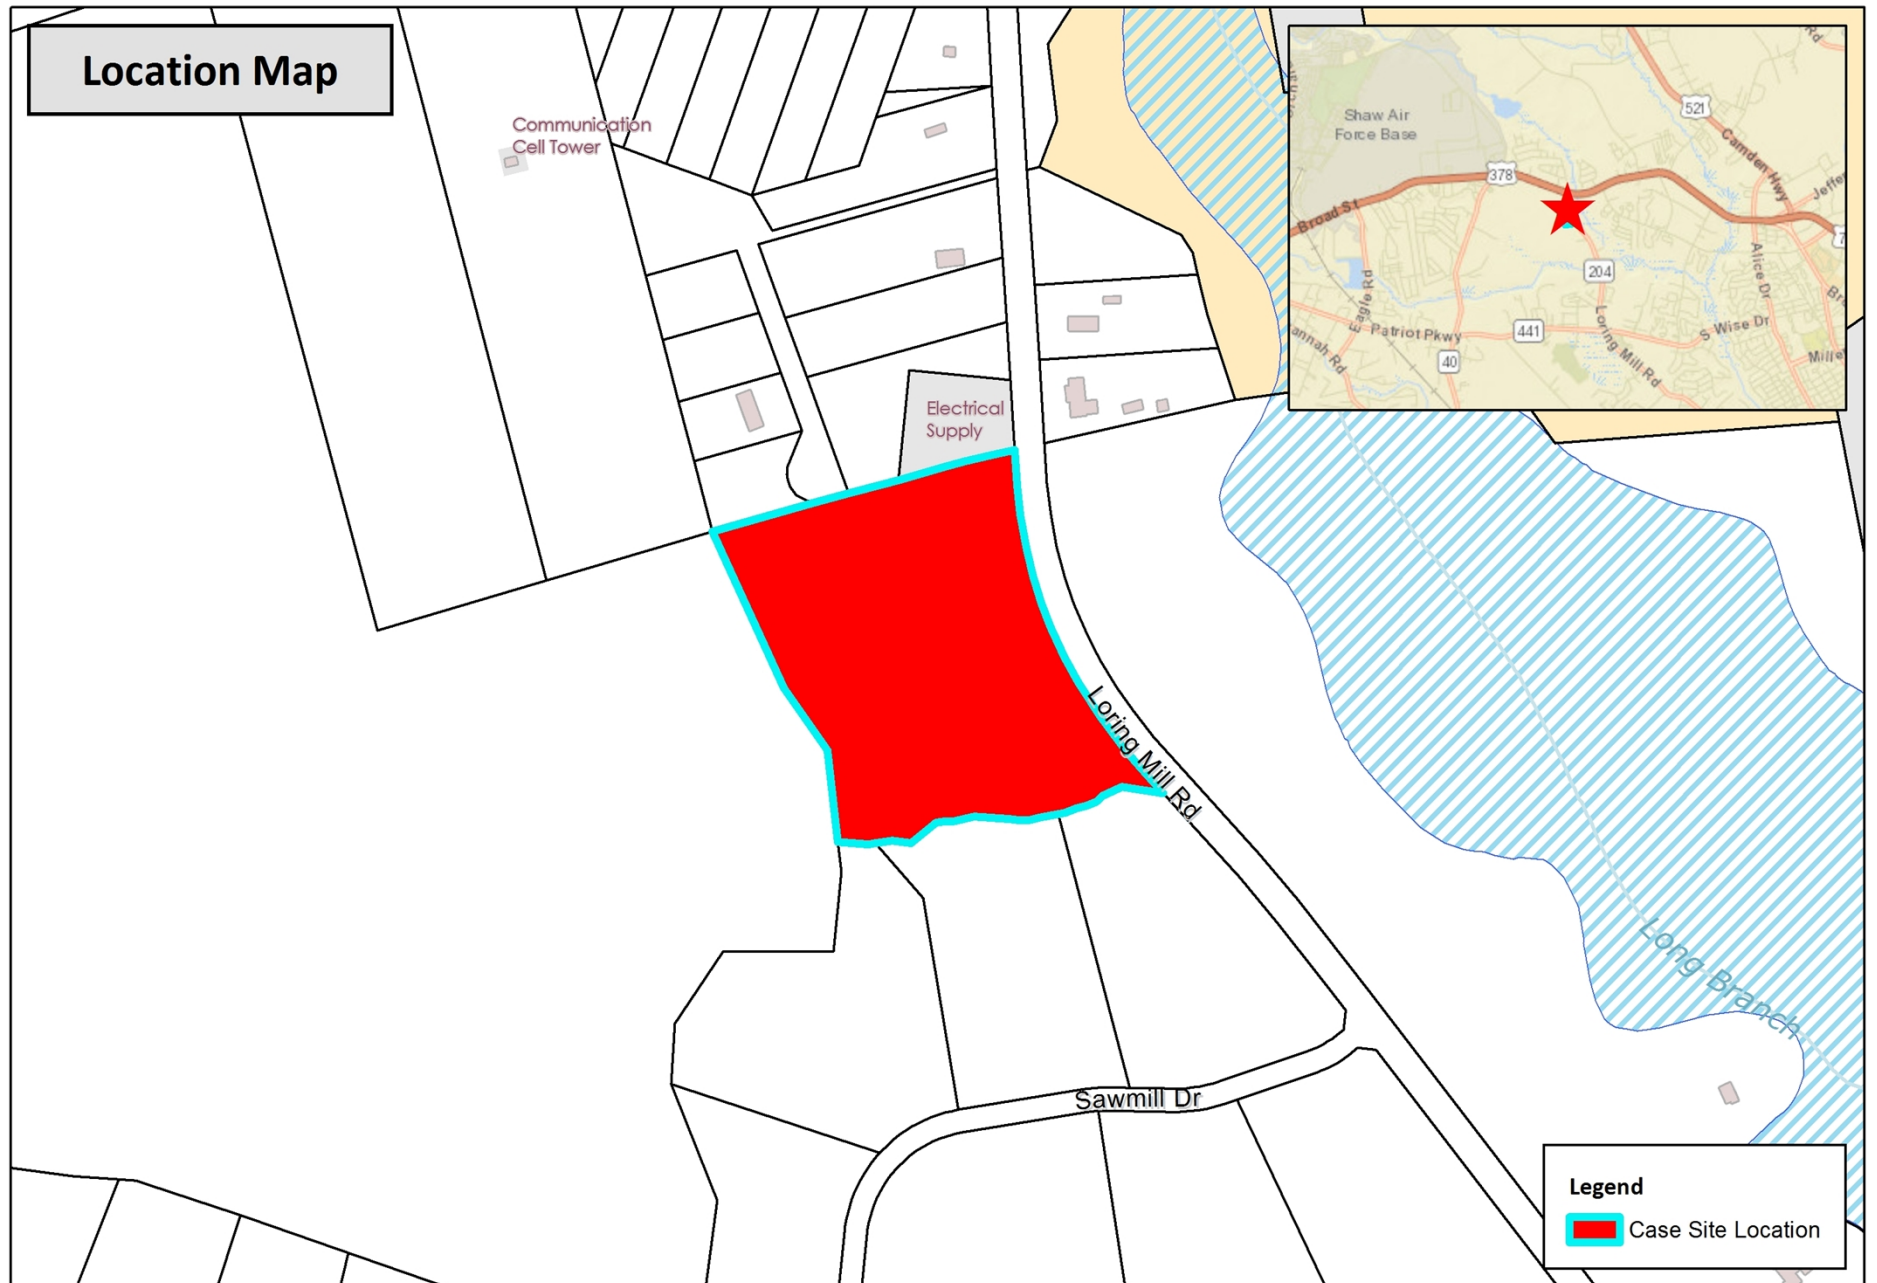 Location Map
Communication
Cell Tower
Electrical
Supply
Loring Mill Rd
Sawmill Dr
Long Branch
Shaw Air
Force Base
521
Camden Hwy
378
Broad St
204
Alice Dr
Eagle Rd
Patriot Pkwy
441
Loring Mill Rd
S Wise Dr
40
Rd
Legend
Case Site Location